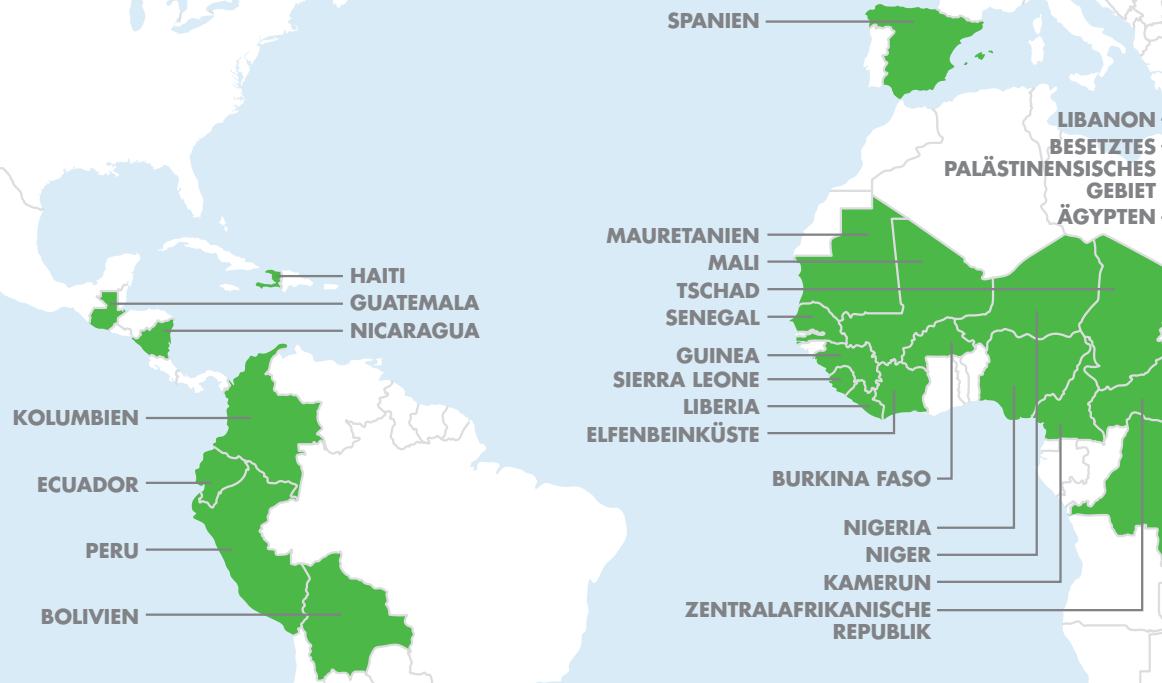 SPANIEN
LIBANON
BESETZTES
PALÄSTINENSISCHES
GEBIET
ÄGYPTEN
MAURETANIEN
MALI
TSCHAD
SENEGAL
GUINEA
SIERRA LEONE
LIBERIA
ELFENBEINKÜSTE
BURKINA FASO
NIGERIA
NIGER
KAMERUN
ZENTRALAFRIKANISCHE
REPUBLIK
HAITI
GUATEMALA
NICARAGUA
KOLUMBIEN
ECUADOR
PERU
BOLIVIEN